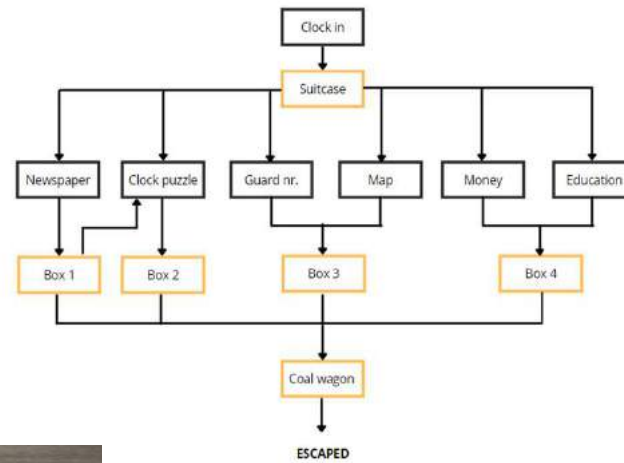 Clock in
Suitcase
Newspaper
Clock puzzle
Guard nr.
Map
Money
Education
Box 1
Box 2
Box 3
Box 4
Coal wagon
ESCAPED